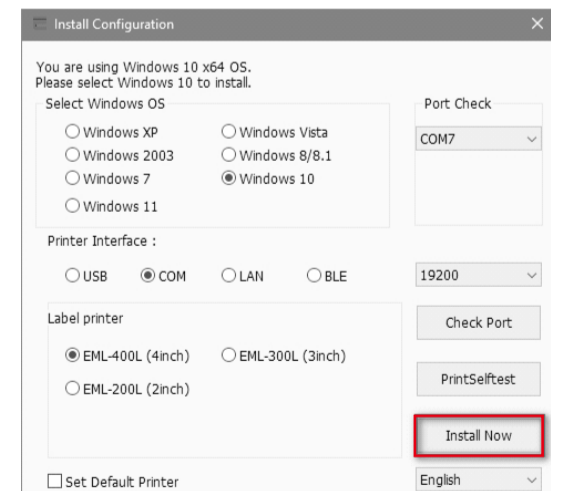 Install Configuration
You are using Windows 10 x64 OS.
Please select Windows 10 to install.
Select Windows OS
Port Check
Windows XP
Windows Vista
COM7
Windows 2003
Windows 8/8.1
Windows 7
Windows 10
Windows 11
Printer Interface :
USB
COM
LAN
BLE
19200
Label printer
Check Port
EML-400L (4inch)
EML-300L (3inch)
PrintSelftest
EML-200L (2inch)
Install Now
Set Default Printer
English